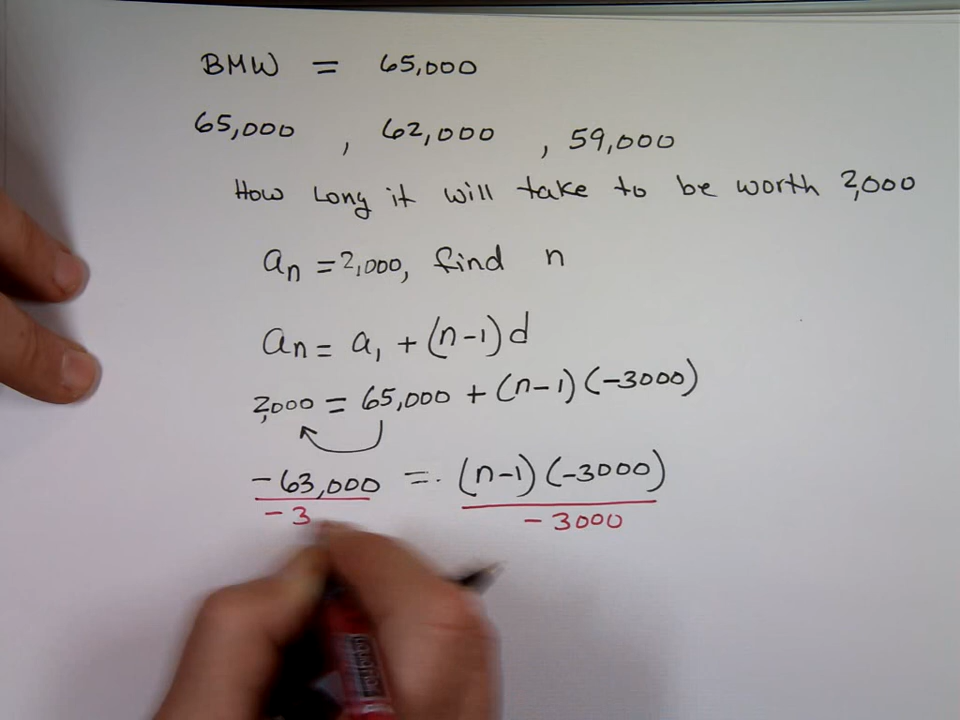 BMW = 65,000
65,000 , 62,000 , 59,000
How long it will take to be worth 2,000
an = 2,000, find n
an = a1 + (n-1) d
2,000 = 65,000 + (n-1) (-3000)
-63,000 = (n-1) (-3000)
-3 -3000